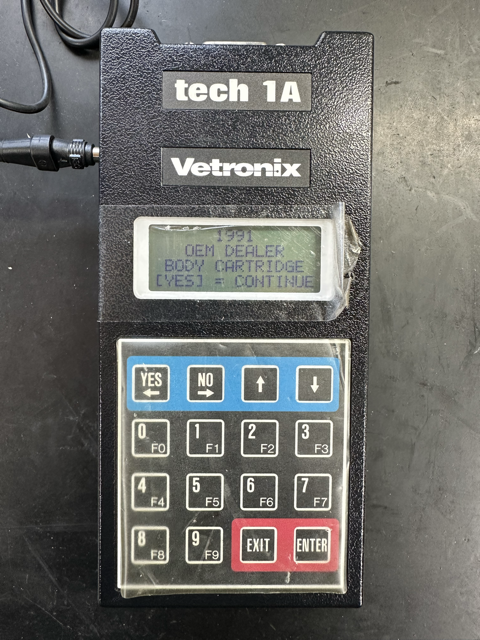 tech 1A
Vetronix
1991
OEM DEALER
BODY CARTRIDGE
[YES] = CONTINUE
YES ← NO → ↑ ↓
0 F0 1 F1 2 F2 3 F3
4 F4 5 F5 6 F6 7 F7
8 F8 9 F9 EXIT ENTER